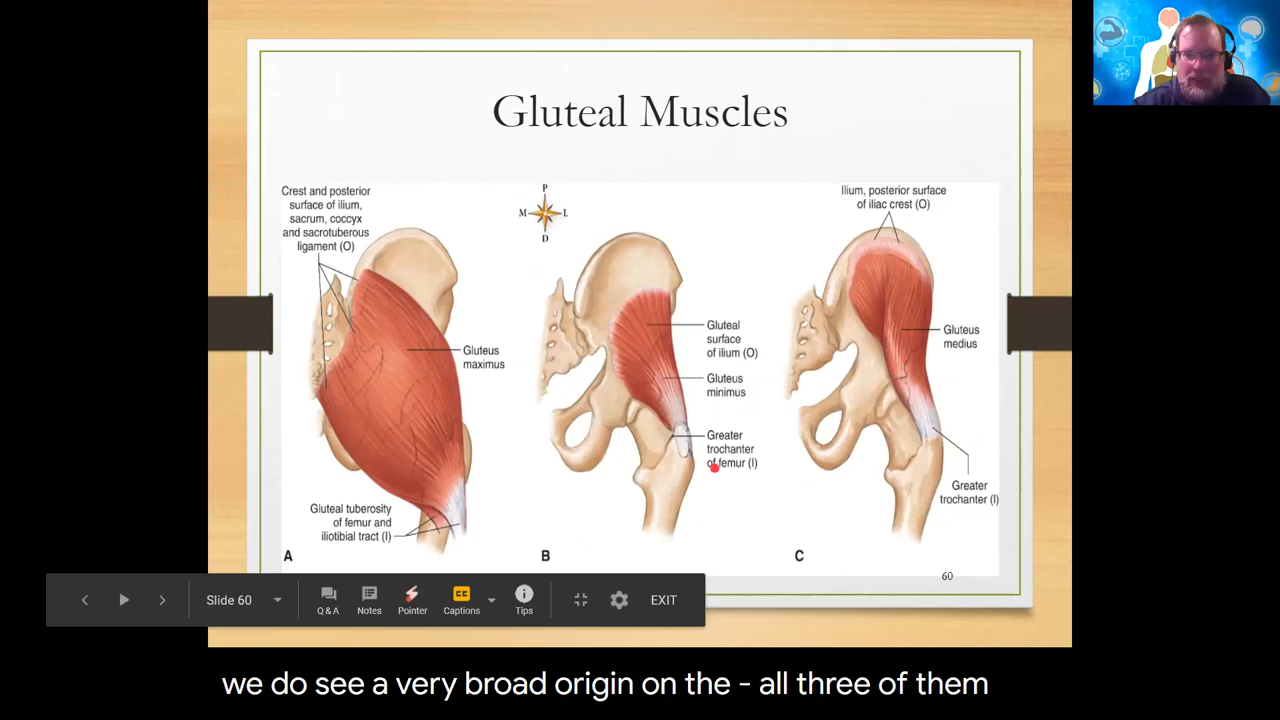 Gluteal Muscles
Crest and posterior
surface of ilium,
sacrum, coccyx
and sacrotuberous
ligament (O)
Gluteus
maximus
Gluteal tuberosity
of femur and
iliotibial tract (I)
A
P
M
L
D
Gluteal
surface
of ilium (O)
Gluteus
minimus
Greater
trochanter
of femur (I)
B
Ilium, posterior surface
of iliac crest (O)
Gluteus
medius
Greater
trochanter (I)
C
60
Slide 60
Q & A
Notes
Pointer
CC
Captions
Tips
EXIT
we do see a very broad origin on the - all three of them